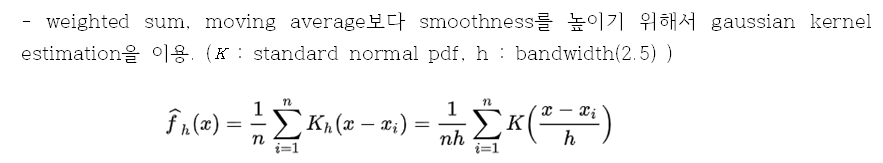 - weighted sum, moving average보다 smoothness를 높이기 위해서 gaussian kernel
estimation을 이용. (K : standard normal pdf, h : bandwidth(2.5) )
$\widehat{f}_h(x) = \frac{1}{n} \sum_{i=1}^{n} K_h(x - x_i) = \frac{1}{nh} \sum_{i=1}^{n} K\left(\frac{x - x_i}{h}\right)$